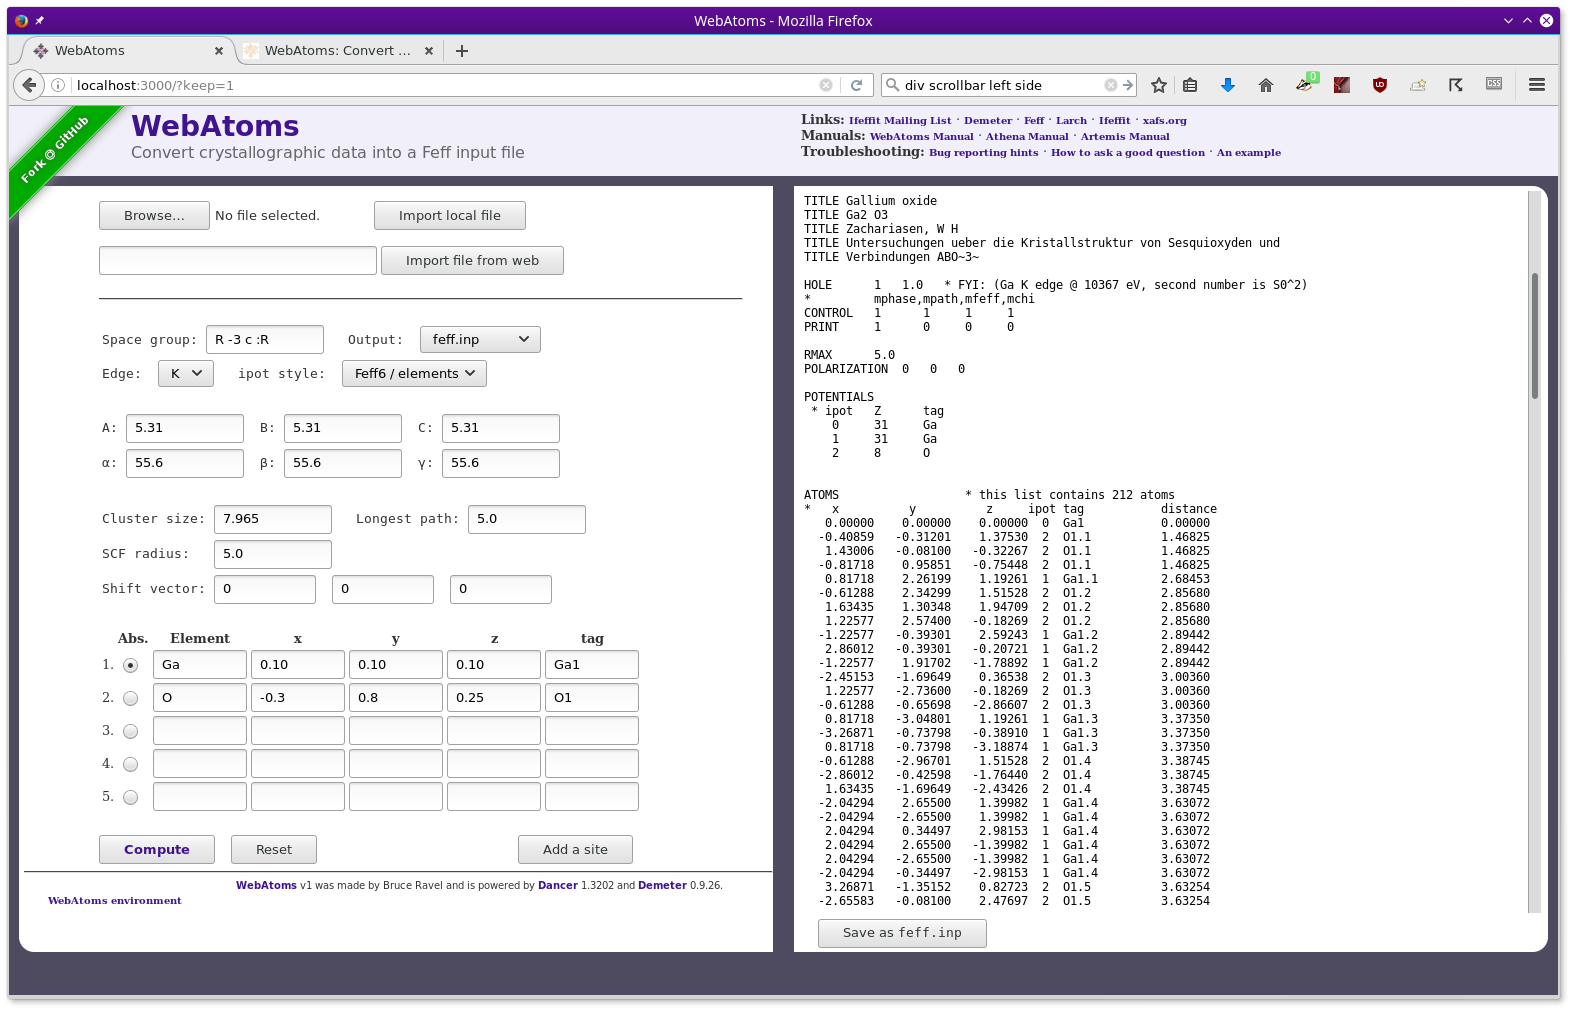 WebAtoms - Mozilla Firefox
WebAtoms
WebAtoms: Convert ...
localhost:3000/?keep=1
div scrollbar left side
0
UD
CSS
Fork @ GitHub
WebAtoms
Convert crystallographic data into a Feff input file
Links: Ifeffit Mailing List · Demeter · Feff · Larch · Ifeffit · xafs.org
Manuals: WebAtoms Manual · Athena Manual · Artemis Manual
Troubleshooting: Bug reporting hints · How to ask a good question · An example
Browse... No file selected. Import local file
Import file from web
Space group: R -3 c :R Output: feff.inp
Edge: K ipot style: Feff6 / elements
A: 5.31 B: 5.31 C: 5.31
α: 55.6 β: 55.6 γ: 55.6
Cluster size: 7.965 Longest path: 5.0
SCF radius: 5.0
Shift vector: 0 0 0
Abs. Element x y z tag
1. Ga 0.10 0.10 0.10 Ga1
2. O -0.3 0.8 0.25 O1
3.
4.
5.
Compute Reset Add a site
WebAtoms v1 was made by Bruce Ravel and is powered by Dancer 1.3202 and Demeter 0.9.26.
WebAtoms environment
TITLE Gallium oxide
TITLE Ga2 O3
TITLE Zachariasen, W H
TITLE Untersuchungen ueber die Kristallstruktur von Sesquioxyden und
TITLE Verbindungen ABO~3~
HOLE 1 1.0 * FYI: (Ga K edge @ 10367 eV, second number is S0^2)
* mphase,mpath,mfeff,mchi
CONTROL 1 1 1 1
PRINT 1 0 0 0
RMAX 5.0
POLARIZATION 0 0 0
POTENTIALS
* ipot Z tag
0 31 Ga
1 31 Ga
2 8 O
ATOMS * this list contains 212 atoms
* x y z ipot tag distance
0.00000 0.00000 0.00000 0 Ga1 0.00000
-0.40859 -0.31201 1.37530 2 O1.1 1.46825
1.43006 -0.08100 -0.32267 2 O1.1 1.46825
-0.81718 0.95851 -0.75448 2 O1.1 1.46825
0.81718 2.26199 1.19261 1 Ga1.1 2.68453
-0.61288 2.34299 1.51528 2 O1.2 2.85680
1.63435 1.30348 1.94709 2 O1.2 2.85680
1.22577 2.57400 -0.18269 2 O1.2 2.85680
-1.22577 -0.39301 2.59243 1 Ga1.2 2.89442
2.86012 -0.39301 -0.20721 1 Ga1.2 2.89442
-1.22577 1.91702 -1.78892 1 Ga1.2 2.89442
-2.45153 -1.69649 0.36538 2 O1.3 3.00360
1.22577 -2.73600 -0.18269 2 O1.3 3.00360
-0.61288 -0.65698 -2.86607 2 O1.3 3.00360
0.81718 -3.04801 1.19261 1 Ga1.3 3.37350
-3.26871 -0.73798 -0.38910 1 Ga1.3 3.37350
0.81718 -0.73798 -3.18874 1 Ga1.3 3.37350
-0.61288 -2.96701 1.51528 2 O1.4 3.38745
-2.86012 -0.42598 -1.76440 2 O1.4 3.38745
1.63435 -1.69649 -2.43426 2 O1.4 3.38745
-2.04294 2.65500 1.39982 1 Ga1.4 3.63072
-2.04294 -2.65500 1.39982 1 Ga1.4 3.63072
2.04294 0.34497 2.98153 1 Ga1.4 3.63072
2.04294 2.65500 -1.39982 1 Ga1.4 3.63072
2.04294 -2.65500 -1.39982 1 Ga1.4 3.63072
-2.04294 -0.34497 -2.98153 1 Ga1.4 3.63072
3.26871 -1.35152 0.82723 2 O1.5 3.63254
-2.65583 -0.08100 2.47697 2 O1.5 3.63254
Save as feff.inp